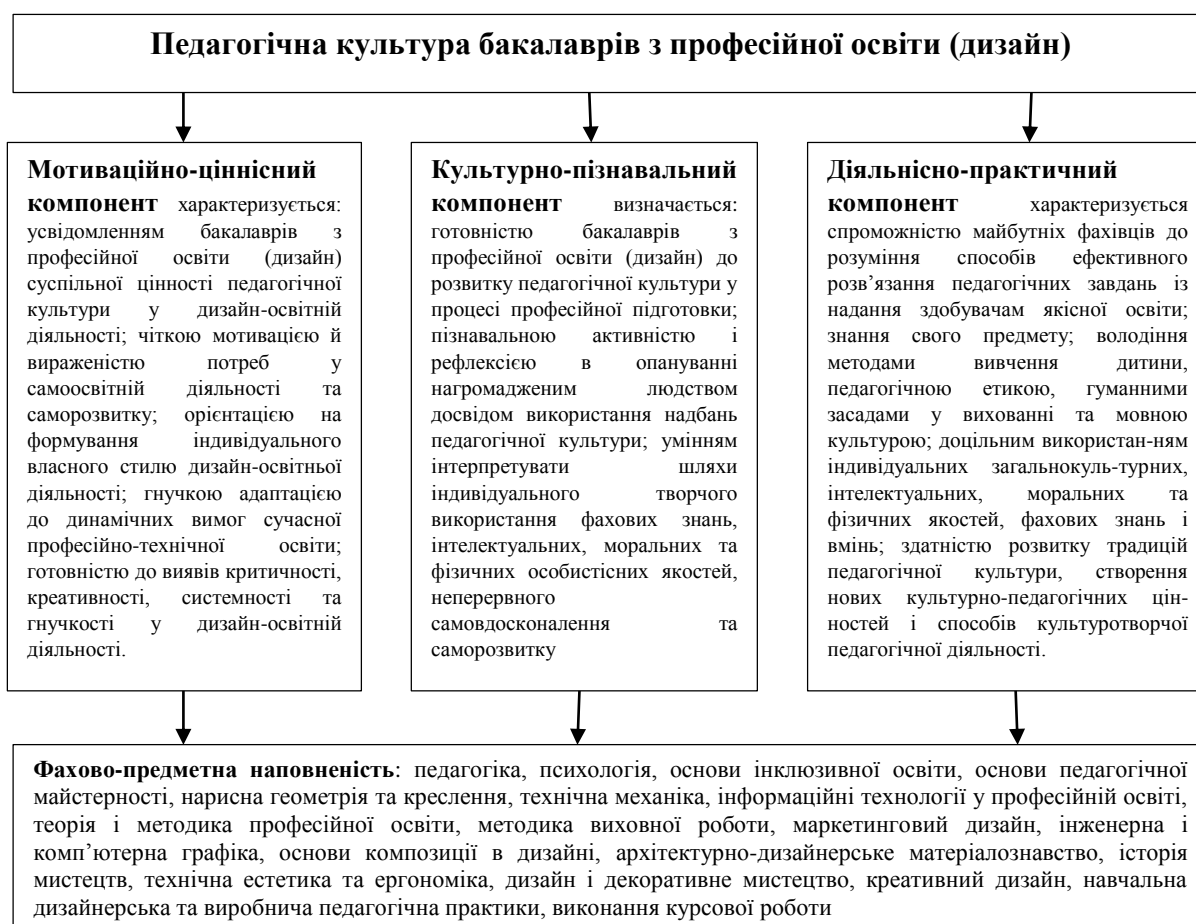 Педагогічна культура бакалаврів з професійної освіти (дизайн)
Мотиваційно-ціннісний
компонент характеризується:
усвідомленням бакалаврів з
професійної освіти (дизайн)
суспільної цінності педагогічної
культури у дизайн-освітній
діяльності; чіткою мотивацією й
вираженістю потреб у
самоосвітній діяльності та
саморозвитку; орієнтацією на
формування індивідуального
власного стилю дизайн-освітньої
діяльності; гнучкою адаптацією
до динамічних вимог сучасної
професійно-технічної освіти;
готовністю до виявів критичності,
креативності, системності та
гнучкості у дизайн-освітній
діяльності.
Культурно-пізнавальний
компонент визначається:
готовністю бакалаврів з
професійної освіти (дизайн) до
розвитку педагогічної культури у
процесі професійної підготовки;
пізнавальною активністю і
рефлексією в опануванні
нагромадженим людством
досвідом використання надбань
педагогічної культури; умінням
інтерпретувати шляхи
індивідуального творчого
використання фахових знань,
інтелектуальних, моральних та
фізичних особистісних якостей,
неперервного
самовдосконалення та
саморозвитку
Діяльнісно-практичний
компонент характеризується
спроможністю майбутніх фахівців до
розуміння способів ефективного
розв’язання педагогічних завдань із
надання здобувачам якісної освіти;
знання свого предмету; володіння
методами вивчення дитини,
педагогічною етикою, гуманними
засадами у вихованні та мовною
культурою; доцільним використан-ням
індивідуальних загальнокуль-турних,
інтелектуальних, моральних та
фізичних якостей, фахових знань і
вмінь; здатністю розвитку традицій
педагогічної культури, створення
нових культурно-педагогічних цін-
ностей і способів культуротворчої
педагогічної діяльності.
Фахово-предметна наповненість: педагогіка, психологія, основи інклюзивної освіти, основи педагогічної
майстерності, нарисна геометрія та креслення, технічна механіка, інформаційні технології у професійній освіті,
теорія і методика професійної освіти, методика виховної роботи, маркетинговий дизайн, інженерна і
комп’ютерна графіка, основи композиції в дизайні, архітектурно-дизайнерське матеріалознавство, історія
мистецтв, технічна естетика та ергономіка, дизайн і декоративне мистецтво, креативний дизайн, навчальна
дизайнерська та виробнича педагогічна практики, виконання курсової роботи